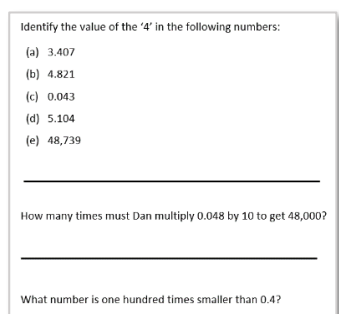 Identify the value of the ‘4’ in the following numbers:
(a) 3.407
(b) 4.821
(c) 0.043
(d) 5.104
(e) 48,739
How many times must Dan multiply 0.048 by 10 to get 48,000?
What number is one hundred times smaller than 0.4?